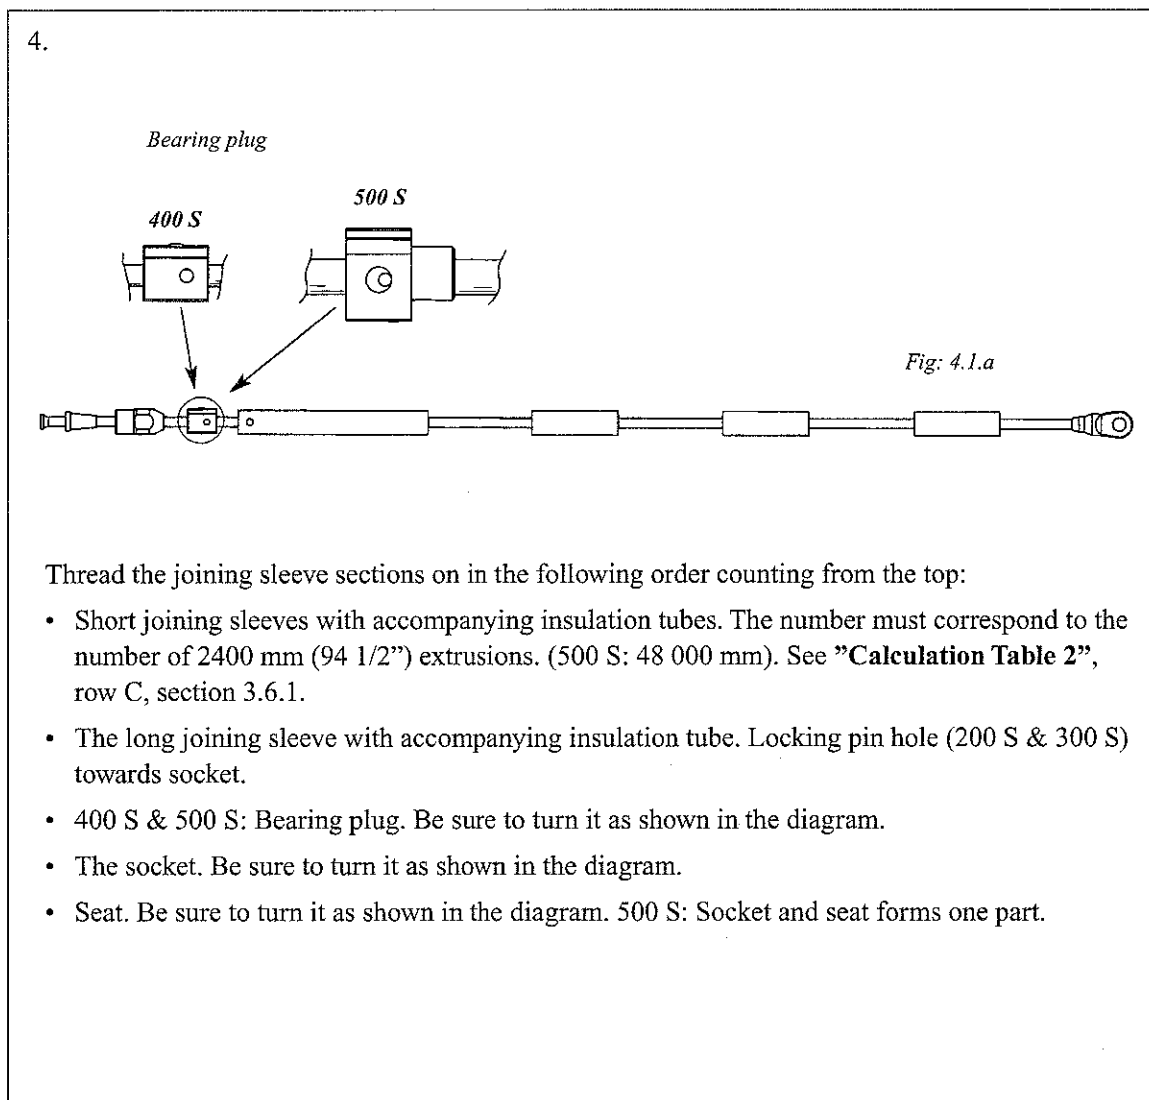 4.
Bearing plug
500 S
400 S
Fig: 4.1.a
Thread the joining sleeve sections on in the following order counting from the top:
• Short joining sleeves with accompanying insulation tubes. The number must correspond to the
number of 2400 mm (94 1/2”) extrusions. (500 S: 48 000 mm). See ”Calculation Table 2”,
row C, section 3.6.1.
• The long joining sleeve with accompanying insulation tube. Locking pin hole (200 S & 300 S)
towards socket.
• 400 S & 500 S: Bearing plug. Be sure to turn it as shown in the diagram.
• The socket. Be sure to turn it as shown in the diagram.
• Seat. Be sure to turn it as shown in the diagram. 500 S: Socket and seat forms one part.